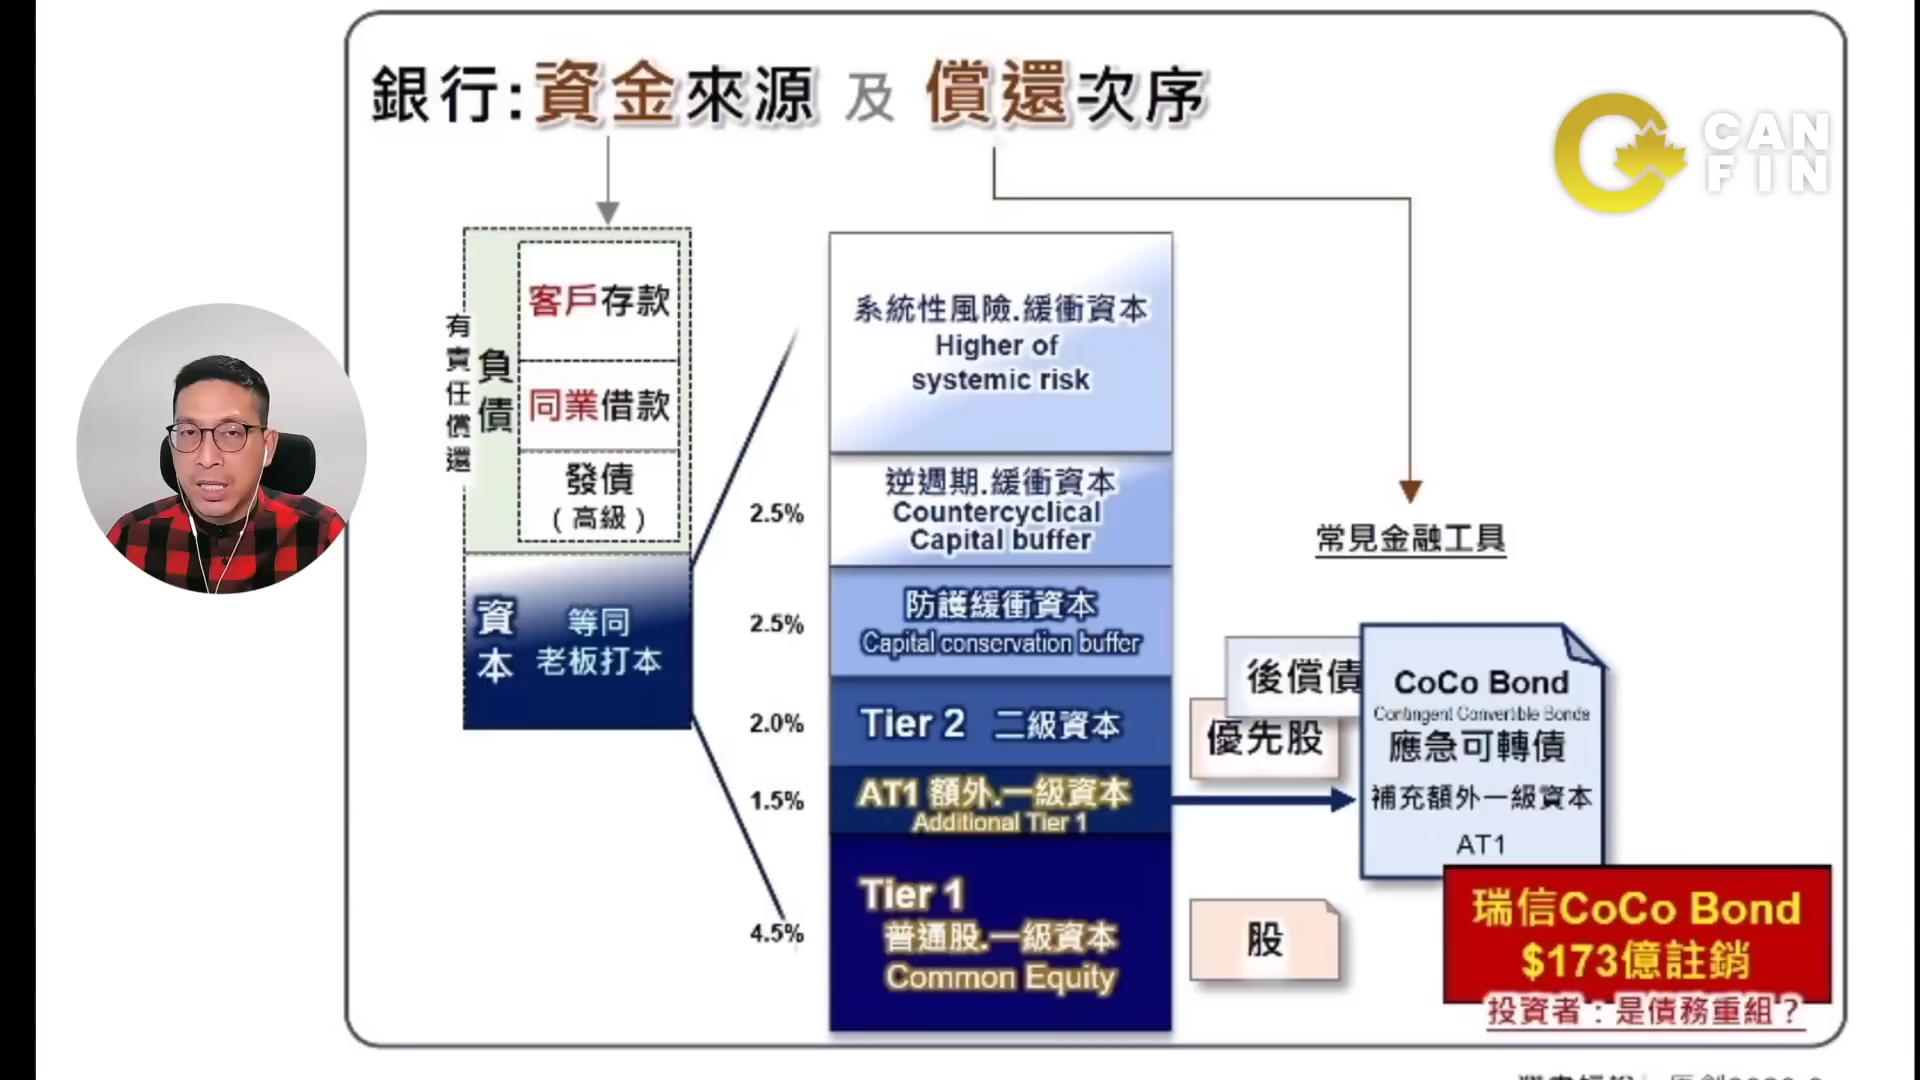 銀行:資金來源 及 償還次序
CAN
FIN
有責任償還
負債
客戶存款
同業借款
發債
(高級)
資本
等同
老板打本
系統性風險.緩衝資本
Higher of
systemic risk
2.5%
逆週期.緩衝資本
Countercyclical
Capital buffer
2.5%
防護緩衝資本
Capital conservation buffer
2.0%
Tier 2 二級資本
1.5%
AT1 額外.一級資本
Additional Tier 1
4.5%
Tier 1
普通股.一級資本
Common Equity
常見金融工具
後償債
優先股
股
CoCo Bond
Contingent Convertible Bonds
應急可轉債
補充額外一級資本
AT1
瑞信CoCo Bond
$173億註銷
投資者：是債務重組？